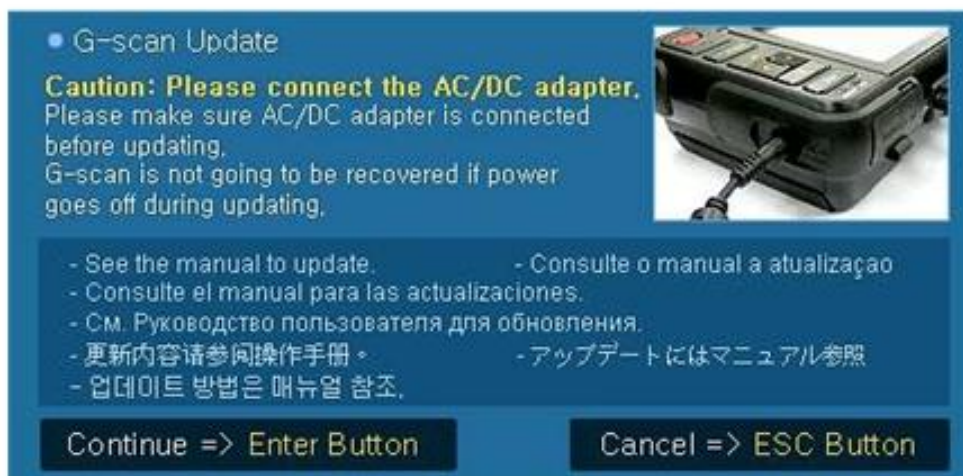 G-scan Update
Caution: Please connect the AC/DC adapter.
Please make sure AC/DC adapter is connected
before updating.
G-scan is not going to be recovered if power
goes off during updating.
- See the manual to update.
- Consulte o manual a atualizaçao
- Consulte el manual para las actualizaciones.
- См. Руководство пользователя для обновления.
- 更新内容请参阅操作手册。
- アップデートにはマニュアル参照
- 업데이트 방법은 매뉴얼 참조.
Continue => Enter Button
Cancel => ESC Button